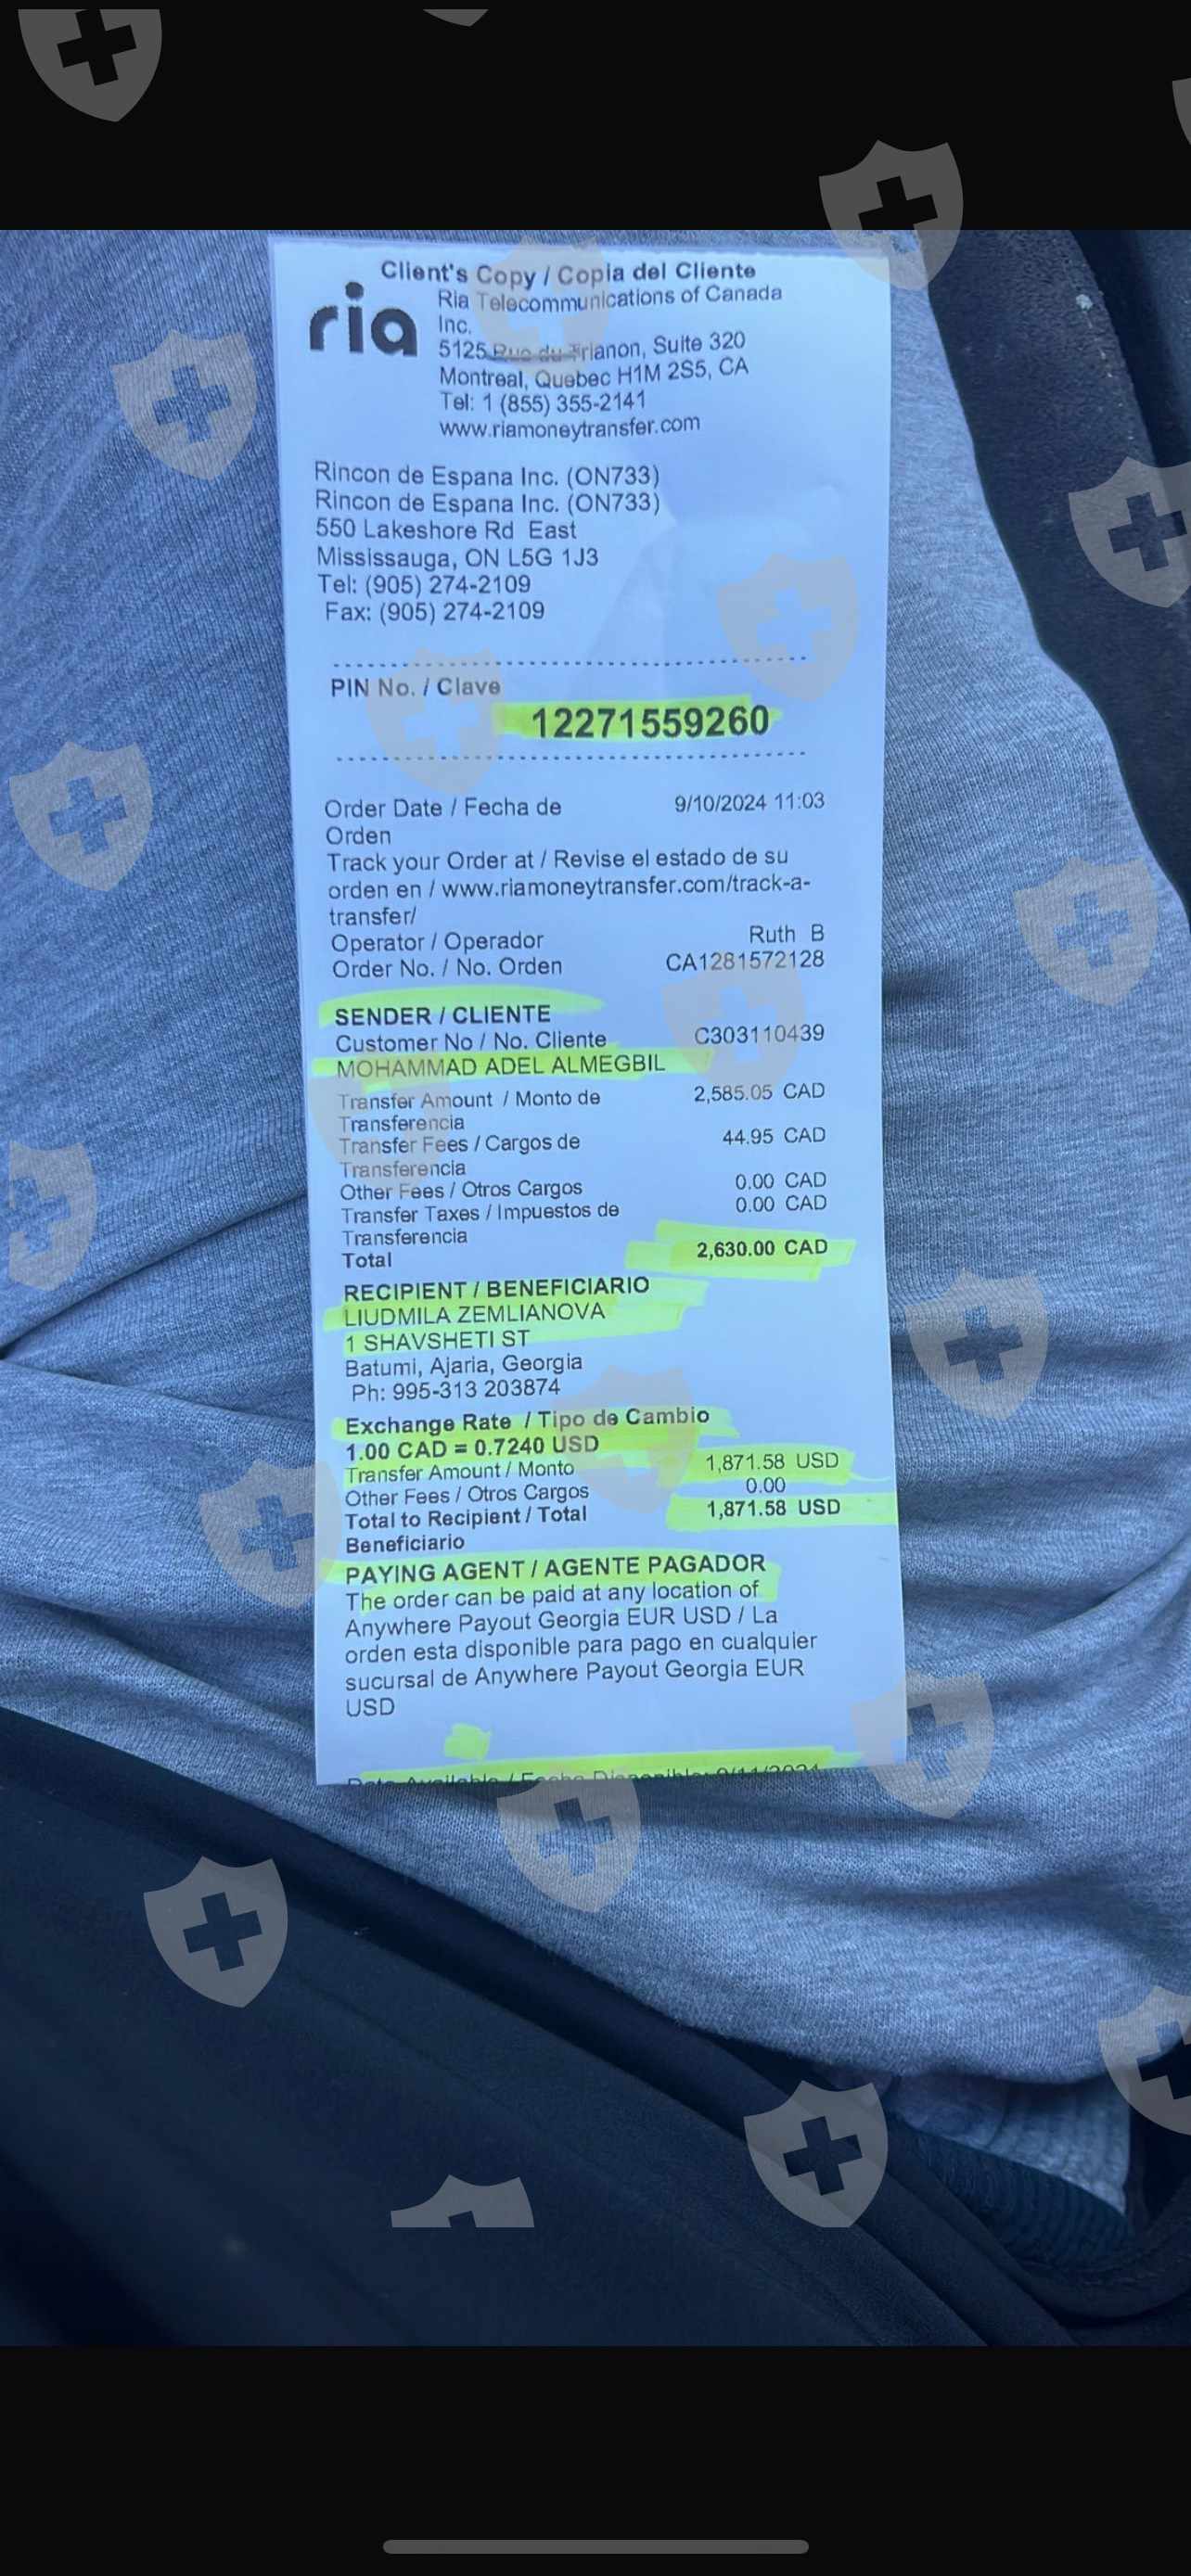 Client's Copy / Copia del Cliente
ria
Ria Telecommunications of Canada
Inc.
5125 Rue du Trianon, Suite 320
Montreal, Quebec H1M 2S5, CA
Tel: 1 (855) 355-2141
www.riamoneytransfer.com
Rincon de Espana Inc. (ON733)
Rincon de Espana Inc. (ON733)
550 Lakeshore Rd East
Mississauga, ON L5G 1J3
Tel: (905) 274-2109
Fax: (905) 274-2109
PIN No. / Clave
12271559260
Order Date / Fecha de 9/10/2024 11:03
Orden
Track your Order at / Revise el estado de su
orden en / www.riamoneytransfer.com/track-a-
transfer/
Operator / Operador Ruth B
Order No. / No. Orden CA1281572128
SENDER / CLIENTE
Customer No / No. Cliente C303110439
MOHAMMAD ADEL ALMEGBIL
Transfer Amount / Monto de 2,585.05 CAD
Transferencia
Transfer Fees / Cargos de 44.95 CAD
Transferencia
Other Fees / Otros Cargos 0.00 CAD
Transfer Taxes / Impuestos de 0.00 CAD
Transferencia
Total 2,630.00 CAD
RECIPIENT / BENEFICIARIO
LIUDMILA ZEMLIANOVA
1 SHAVSHETI ST
Batumi, Ajaria, Georgia
Ph: 995-313 203874
Exchange Rate / Tipo de Cambio
1.00 CAD = 0.7240 USD
Transfer Amount / Monto 1,871.58 USD
Other Fees / Otros Cargos 0.00
Total to Recipient / Total 1,871.58 USD
Beneficiario
PAYING AGENT / AGENTE PAGADOR
The order can be paid at any location of
Anywhere Payout Georgia EUR USD / La
orden esta disponible para pago en cualquier
sucursal de Anywhere Payout Georgia EUR
USD
Date Available / Fecha Disponible: 9/11/2024